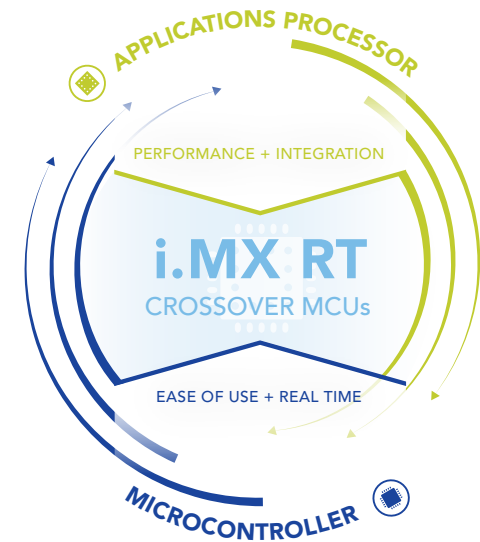 APPLICATIONS PROCESSOR
PERFORMANCE + INTEGRATION
i.MX RT
CROSSOVER MCUs
EASE OF USE + REAL TIME
MICROCONTROLLER